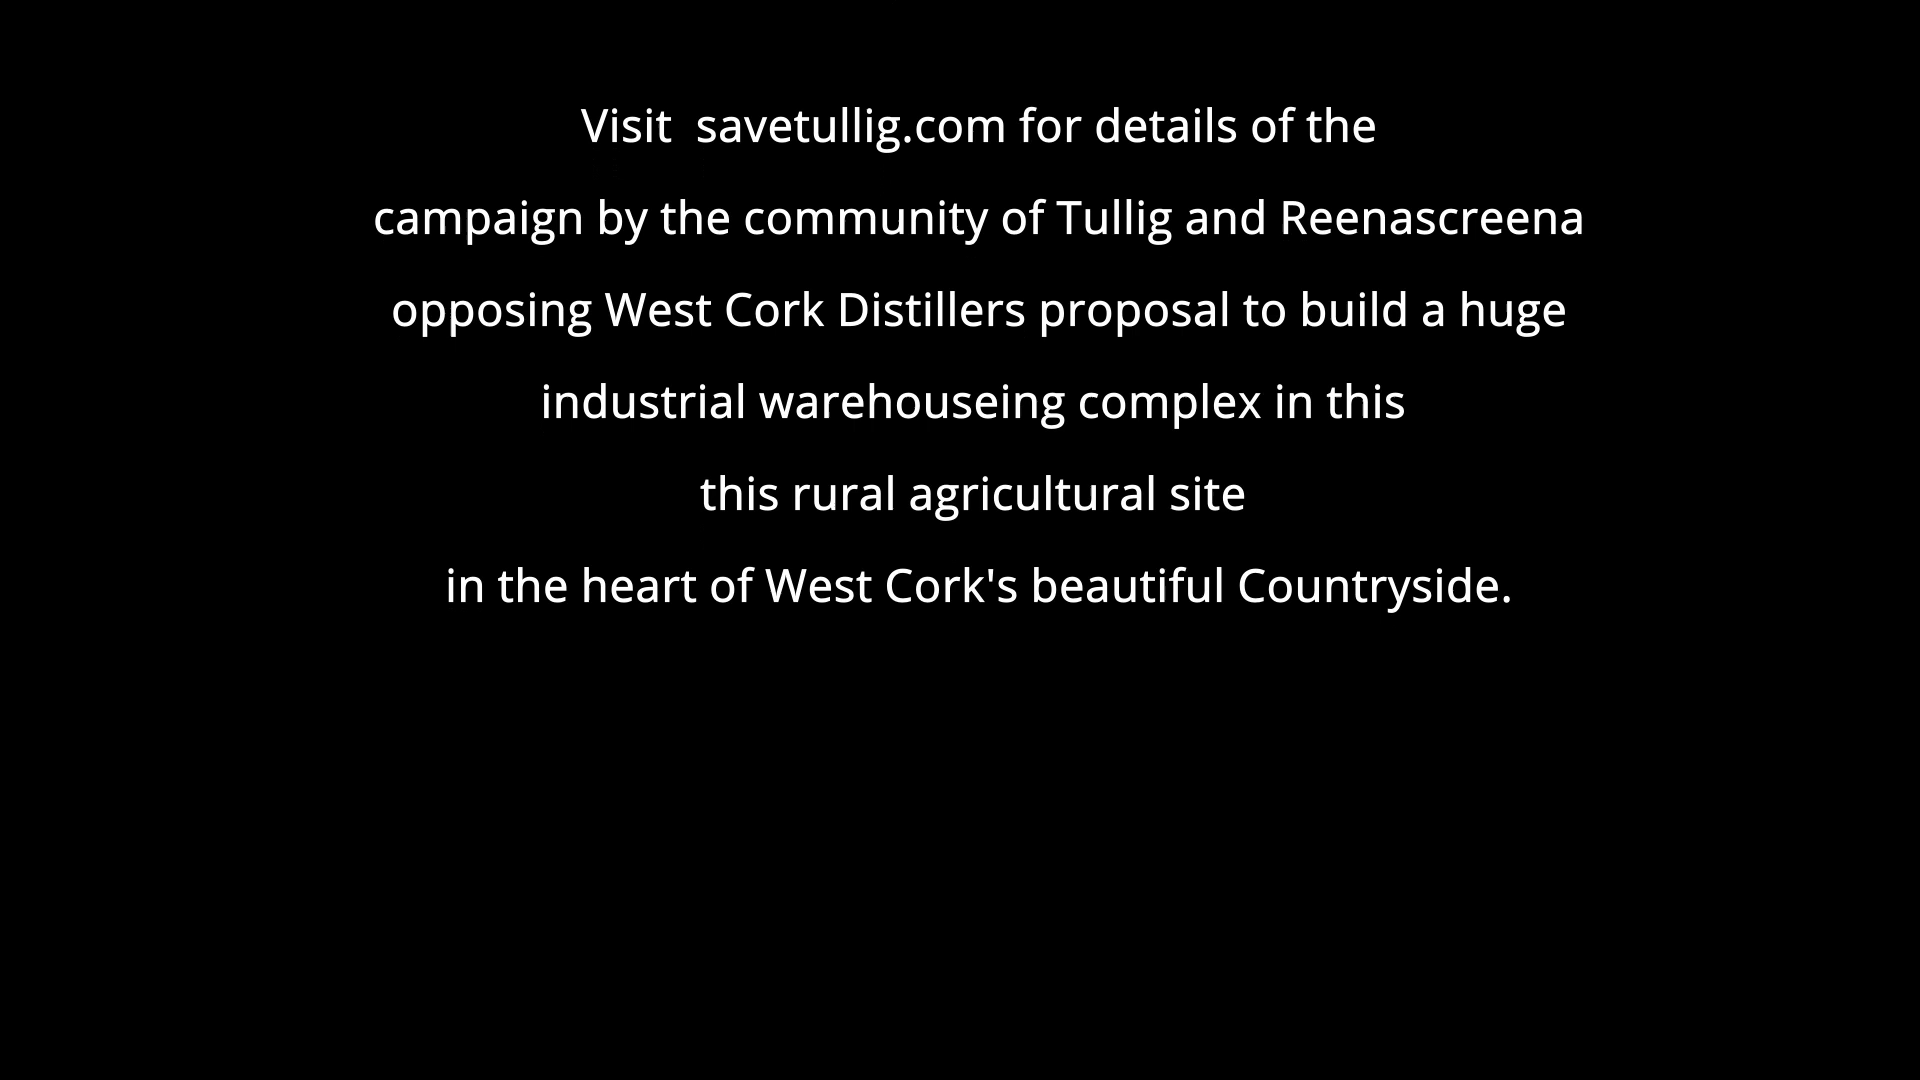 Visit  savetullig.com for details of the
campaign by the community of Tullig and Reenascreena
opposing West Cork Distillers proposal to build a huge
industrial warehouseing complex in this
this rural agricultural site
in the heart of West Cork's beautiful Countryside.